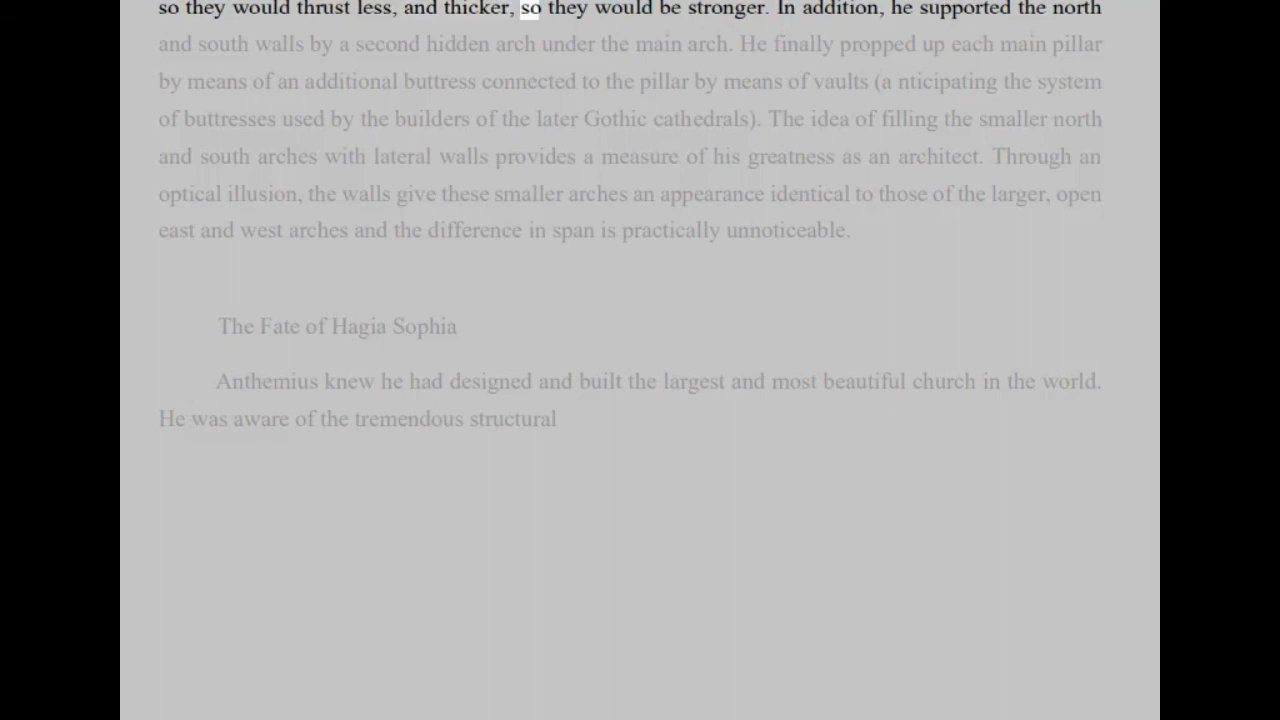 so they would thrust less, and thicker, so they would be stronger. In addition, he supported the north
and south walls by a second hidden arch under the main arch. He finally propped up each main pillar
by means of an additional buttress connected to the pillar by means of vaults (a nticipating the system
of buttresses used by the builders of the later Gothic cathedrals). The idea of filling the smaller north
and south arches with lateral walls provides a measure of his greatness as an architect. Through an
optical illusion, the walls give these smaller arches an appearance identical to those of the larger, open
east and west arches and the difference in span is practically unnoticeable.
The Fate of Hagia Sophia
Anthemius knew he had designed and built the largest and most beautiful church in the world.
He was aware of the tremendous structural